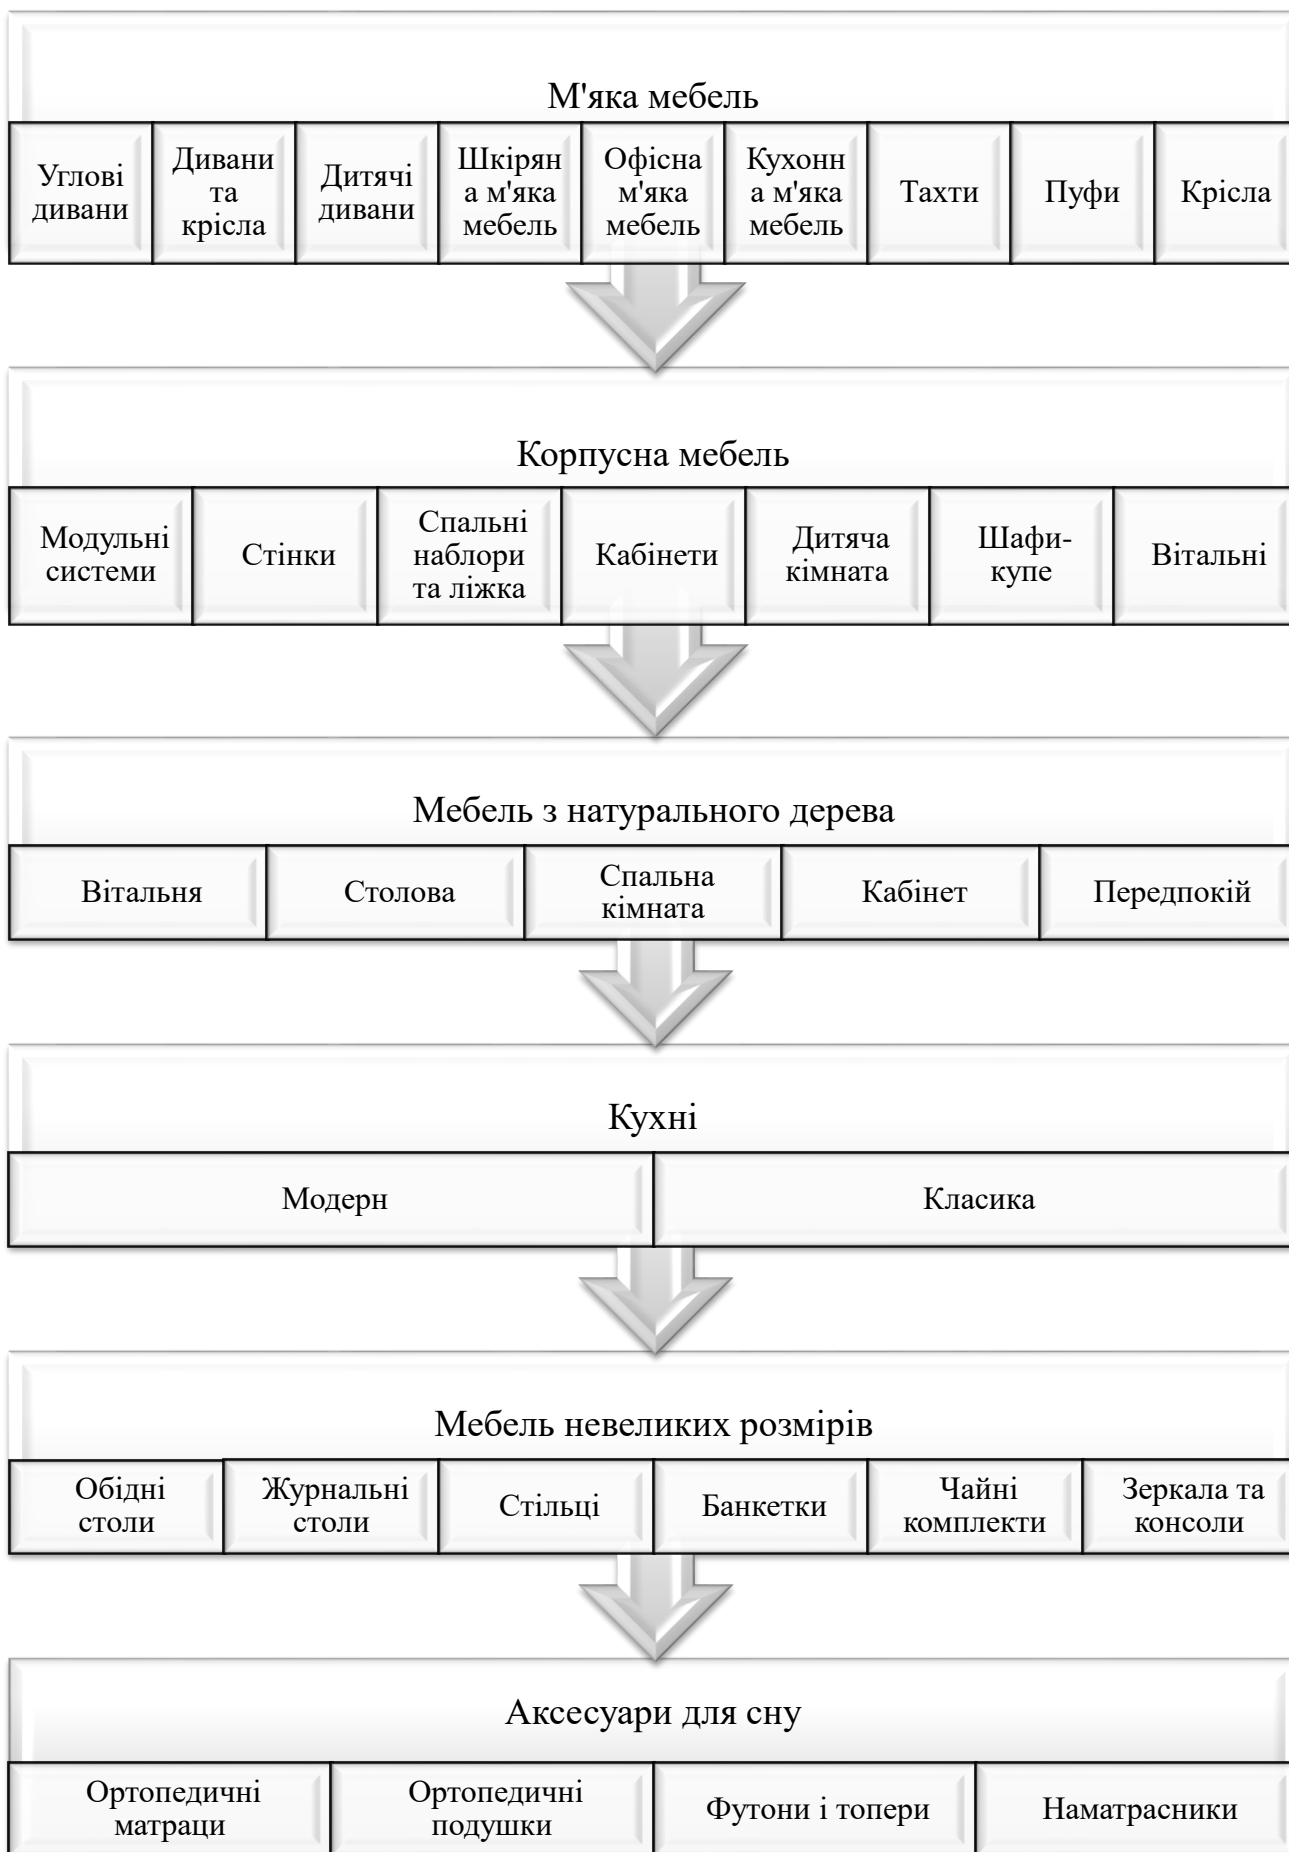 М'яка мебель
Углові
дивани
Дивани
та
крісла
Дитячі
дивани
Шкірян
а м'яка
мебель
Офісна
м'яка
мебель
Кухонн
а м'яка
мебель
Тахти
Пуфи
Крісла
Корпусна мебель
Модульні
системи
Стінки
Спальні
наблори
та ліжка
Кабінети
Дитяча
кімната
Шафи-
купе
Вітальні
Мебель з натурального дерева
Вітальня
Столова
Спальна
кімната
Кабінет
Передпокій
Кухні
Модерн
Класика
Мебель невеликих розмірів
Обідні
столи
Журнальні
столи
Стільці
Банкетки
Чайні
комплекти
Зеркала та
консоли
Аксесуари для сну
Ортопедичні
матраци
Ортопедичні
подушки
Футони і топери
Наматрасники